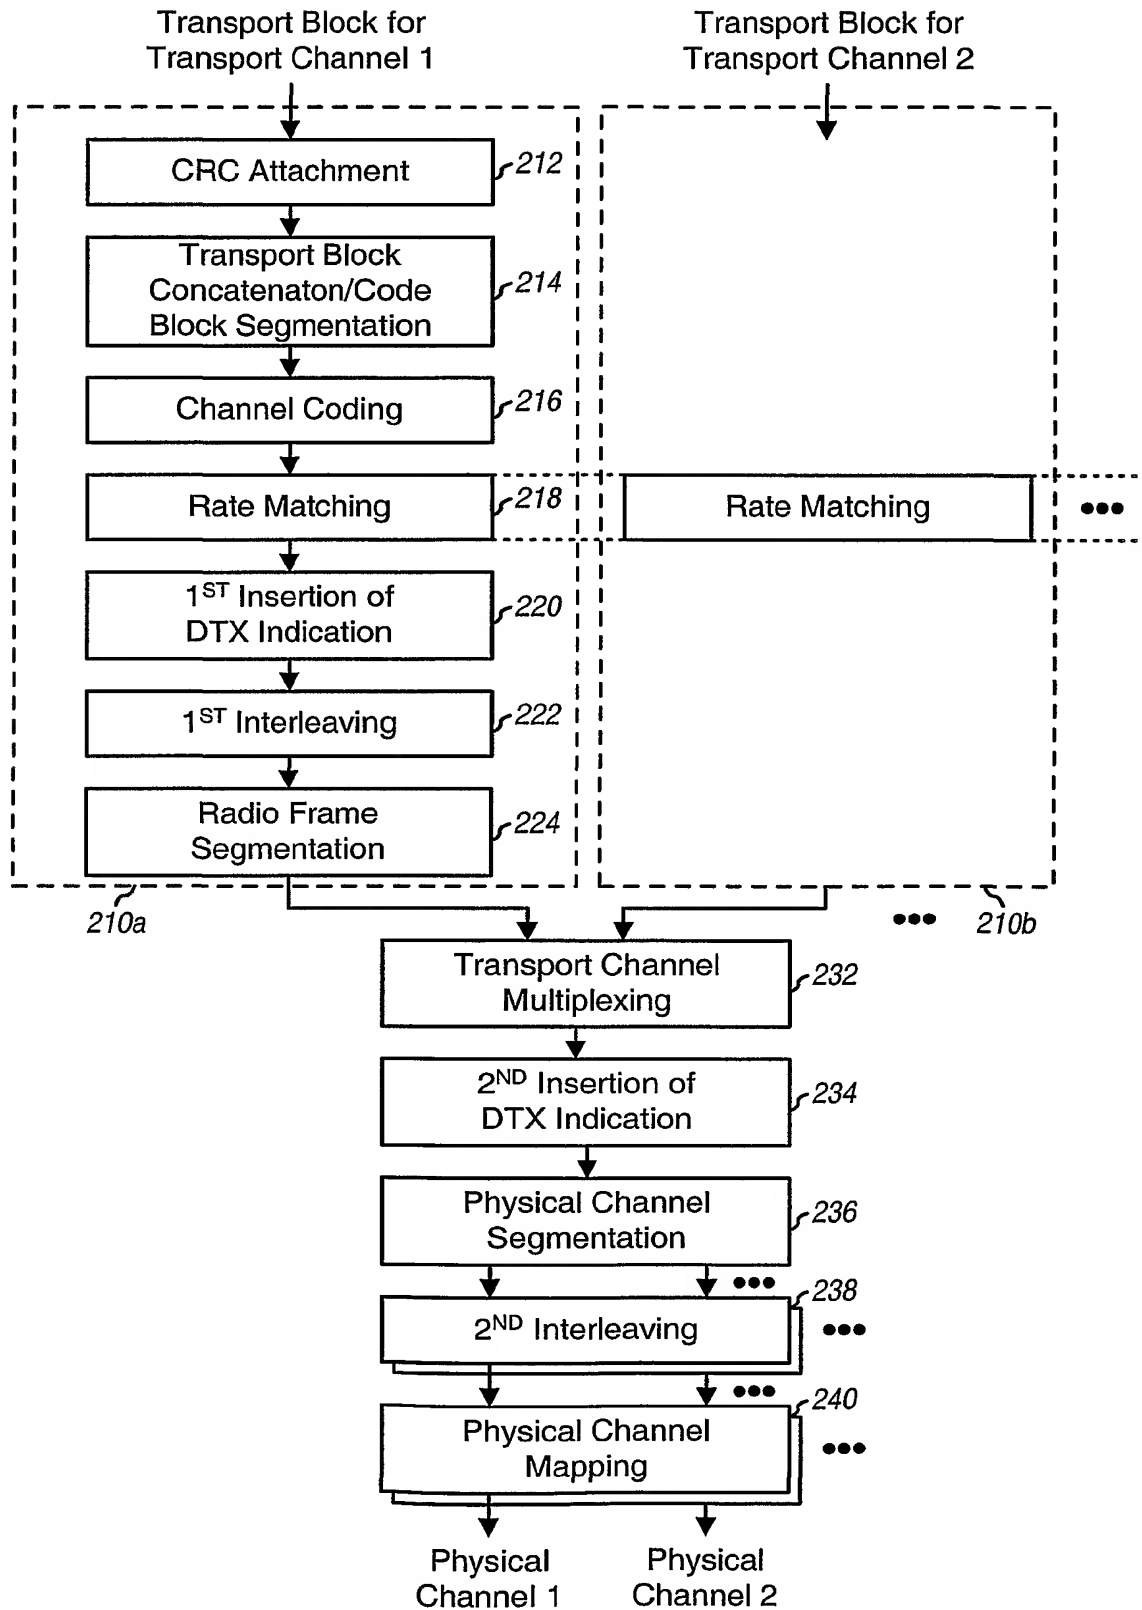 Transport Block for
Transport Channel 1
Transport Block for
Transport Channel 2
CRC Attachment
212
Transport Block
Concatenaton/Code
Block Segmentation
214
Channel Coding
216
Rate Matching
218
Rate Matching
•••
1ST Insertion of
DTX Indication
220
1ST Interleaving
222
Radio Frame
Segmentation
224
210a
•••
210b
Transport Channel
Multiplexing
232
2ND Insertion of
DTX Indication
234
Physical Channel
Segmentation
236
•••
238
2ND Interleaving
•••
•••
240
Physical Channel
Mapping
•••
Physical
Channel 1
Physical
Channel 2